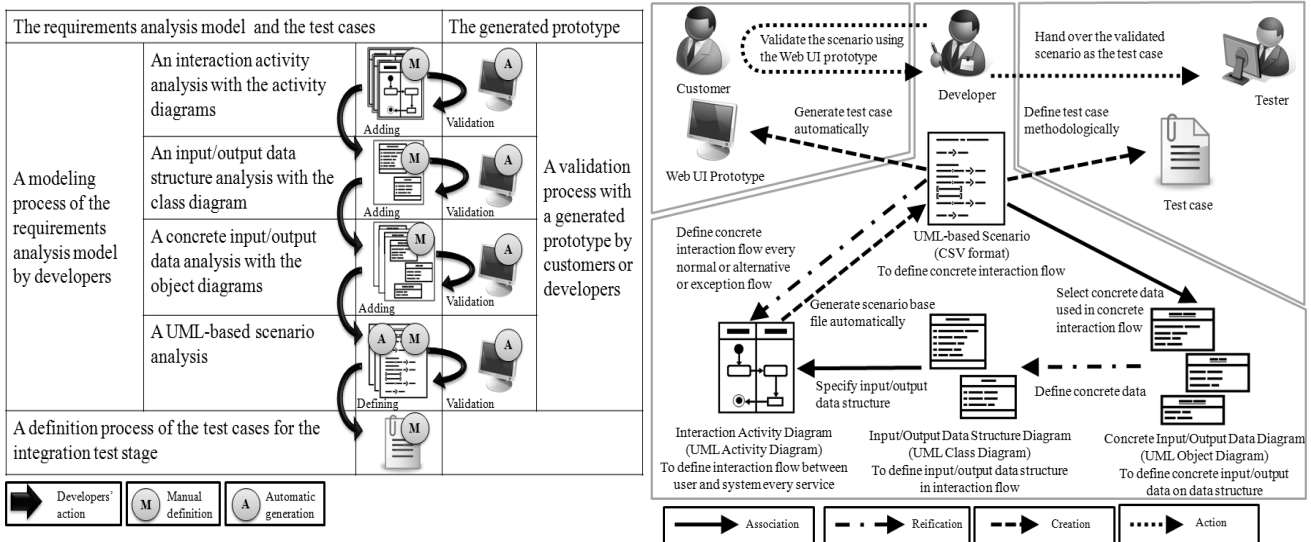 The requirements analysis model and the test cases
The generated prototype
A modeling
process of the
requirements
analysis model
by developers
An interaction activity
analysis with the activity
diagrams
M
A
Adding
Validation
An input/output data
structure analysis with the
class diagram
M
A
Adding
Validation
A concrete input/output
data analysis with the
object diagrams
M
A
Adding
Validation
A UML-based scenario
analysis
A
M
A
Defining
Validation
A validation
process with
a generated
prototype by
customers or
developers
A definition process of the test cases for the
integration test stage
M
Developers'
action
M
Manual
definition
A
Automatic
generation
Customer
Validate the scenario using
the Web UI prototype
Developer
Hand over the validated
scenario as the test case
Tester
Web UI Prototype
Generate test case
automatically
Define test case
methodologically
Test case
UML-based Scenario
(CSV format)
To define concrete interaction flow
Define concrete
interaction flow every
normal or alternative
or exception flow
Generate scenario base
file automatically
Select concrete data
used in concrete
interaction flow
Specify input/output
data structure
Define concrete data
Interaction Activity Diagram
(UML Activity Diagram)
To define interaction flow between
user and system every service
Input/Output Data Structure Diagram
(UML Class Diagram)
To define input/output data structure
in interaction flow
Concrete Input/Output Data Diagram
(UML Object Diagram)
To define concrete input/output
data on data structure
Association
Reification
Creation
Action